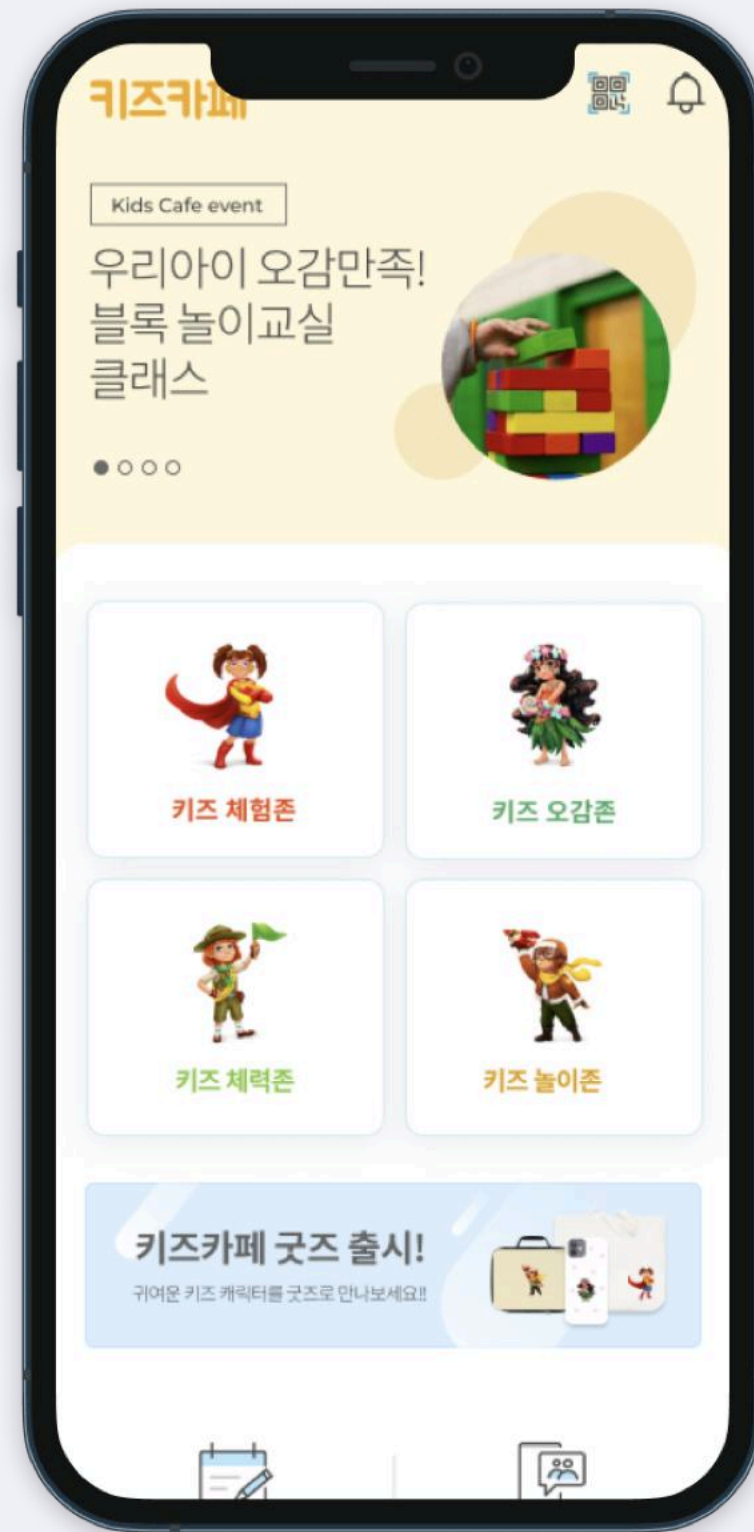 키즈카페
Kids Cafe event
우리아이 오감만족!
블록 놀이교실
클래스
키즈 체험존
키즈 오감존
키즈 체력존
키즈 놀이존
키즈카페 굿즈 출시!
귀여운 키즈 캐릭터를 굿즈로 만나보세요!!